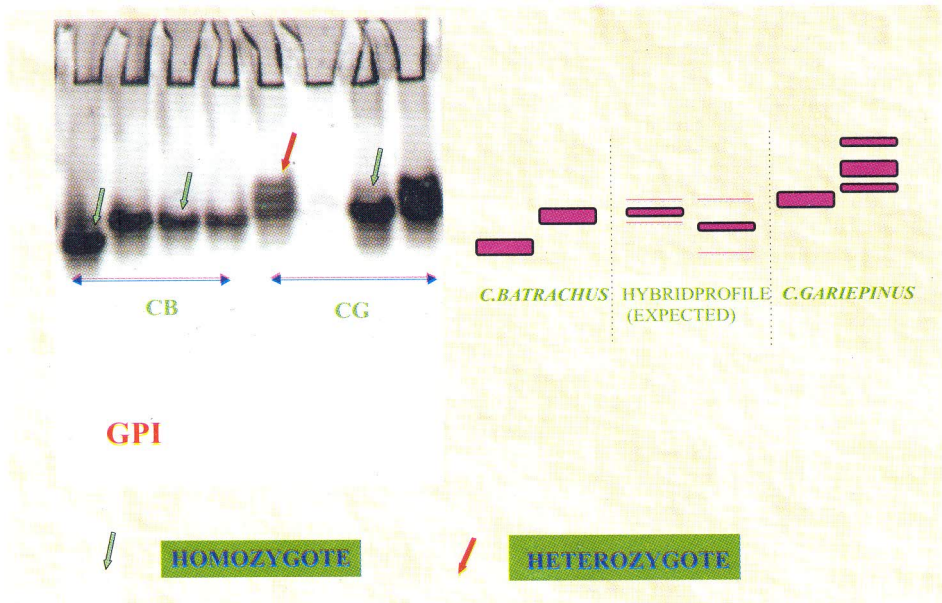 CB
CG
C.BATRACHUS
HYBRIDPROFILE
(EXPECTED)
C.GARIEPINUS
GPI
HOMOZYGOTE
HETEROZYGOTE